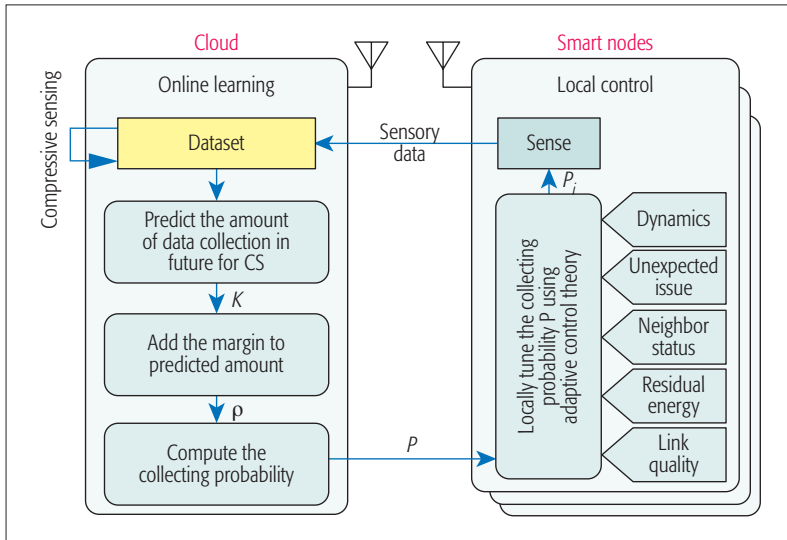 Cloud
Online learning
Compressive sensing
Dataset
Predict the amount
of data collection in
future for CS
K
Add the margin to
predicted amount
ρ
Compute the
collecting probability
Sensory
data
P
Smart nodes
Local control
Sense
P_i
Locally tune the collecting
probability P using
adaptive control theory
Dynamics
Unexpected
issue
Neighbor
status
Residual
energy
Link
quality